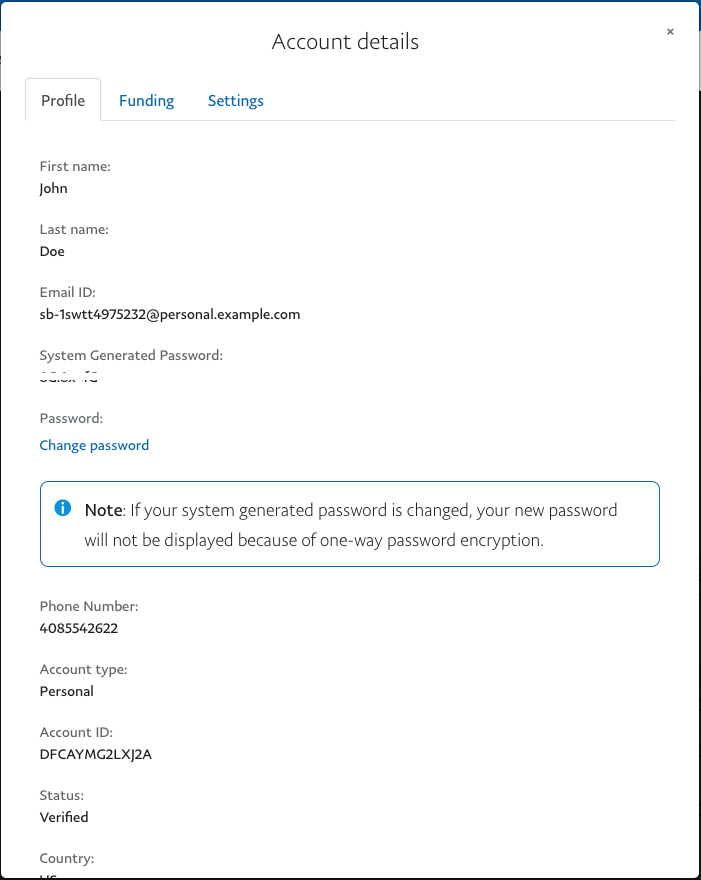 Account details
×
Profile
Funding
Settings
First name:
John
Last name:
Doe
Email ID:
sb-1swtt4975232@personal.example.com
System Generated Password:
Password:
Change password
Note: If your system generated password is changed, your new password
will not be displayed because of one-way password encryption.
Phone Number:
4085542622
Account type:
Personal
Account ID:
DFCAYMG2LXJ2A
Status:
Verified
Country: